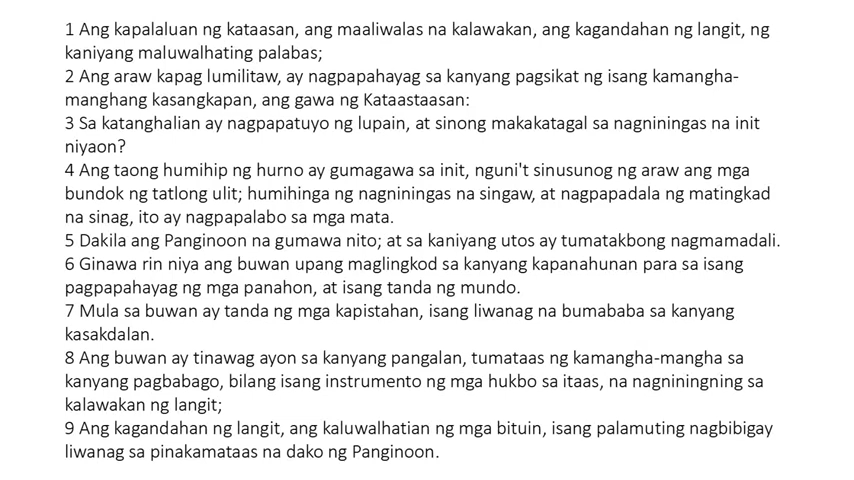 1 Ang kapalaluan ng kataasan, ang maaliwalas na kalawakan, ang kagandahan ng langit, ng
kaniyang maluwalhating palabas;
2 Ang araw kapag lumilitaw, ay nagpapahayag sa kanyang pagsikat ng isang kamangha-
manghang kasangkapan, ang gawa ng Kataastaasan:
3 Sa katanghalian ay nagpapatuyo ng lupain, at sinong makakatagal sa nagniningas na init
niyaon?
4 Ang taong humihip ng hurno ay gumagawa sa init, nguni't sinusunog ng araw ang mga
bundok ng tatlong ulit; humihinga ng nagniningas na singaw, at nagpapadala ng matingkad
na sinag, ito ay nagpapalabo sa mga mata.
5 Dakila ang Panginoon na gumawa nito; at sa kaniyang utos ay tumatakbong nagmamadali.
6 Ginawa rin niya ang buwan upang maglingkod sa kanyang kapanahunan para sa isang
pagpapahayag ng mga panahon, at isang tanda ng mundo.
7 Mula sa buwan ay tanda ng mga kapistahan, isang liwanag na bumababa sa kanyang
kasakdalan.
8 Ang buwan ay tinawag ayon sa kanyang pangalan, tumataas ng kamangha-mangha sa
kanyang pagbabago, bilang isang instrumento ng mga hukbo sa itaas, na nagniningning sa
kalawakan ng langit;
9 Ang kagandahan ng langit, ang kaluwalhatian ng mga bituin, isang palamuting nagbibigay
liwanag sa pinakamataas na dako ng Panginoon.